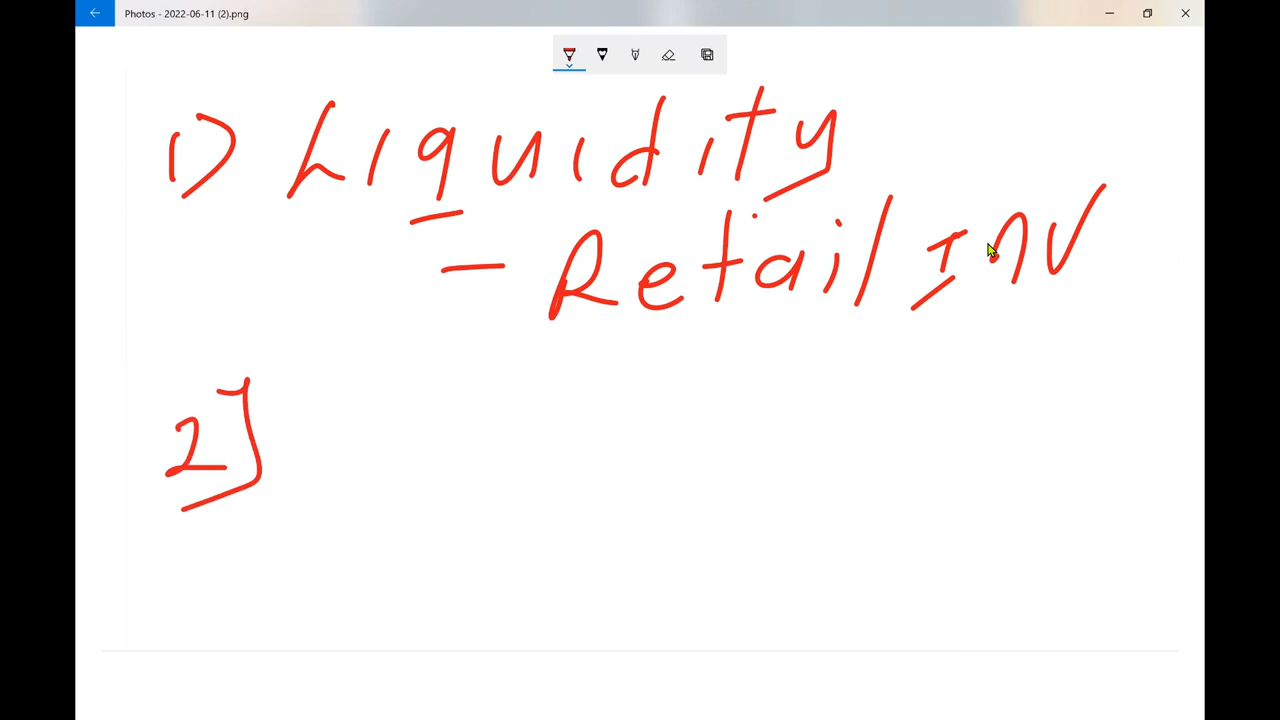 Photos - 2022-06-11 (2).png
1) Liquidity
- Retail Inv
2)